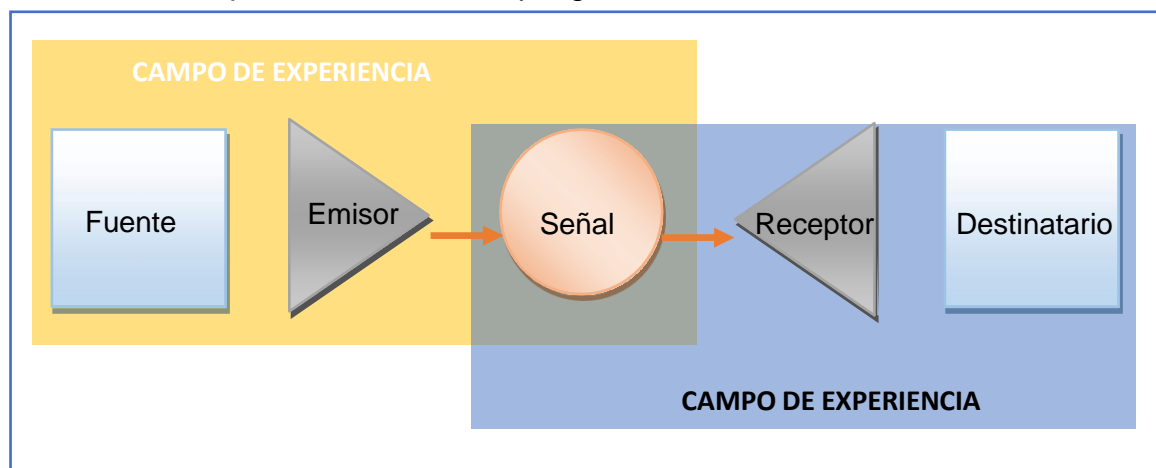 CAMPO DE EXPERIENCIA
Fuente
Emisor
Señal
Receptor
Destinatario
CAMPO DE EXPERIENCIA